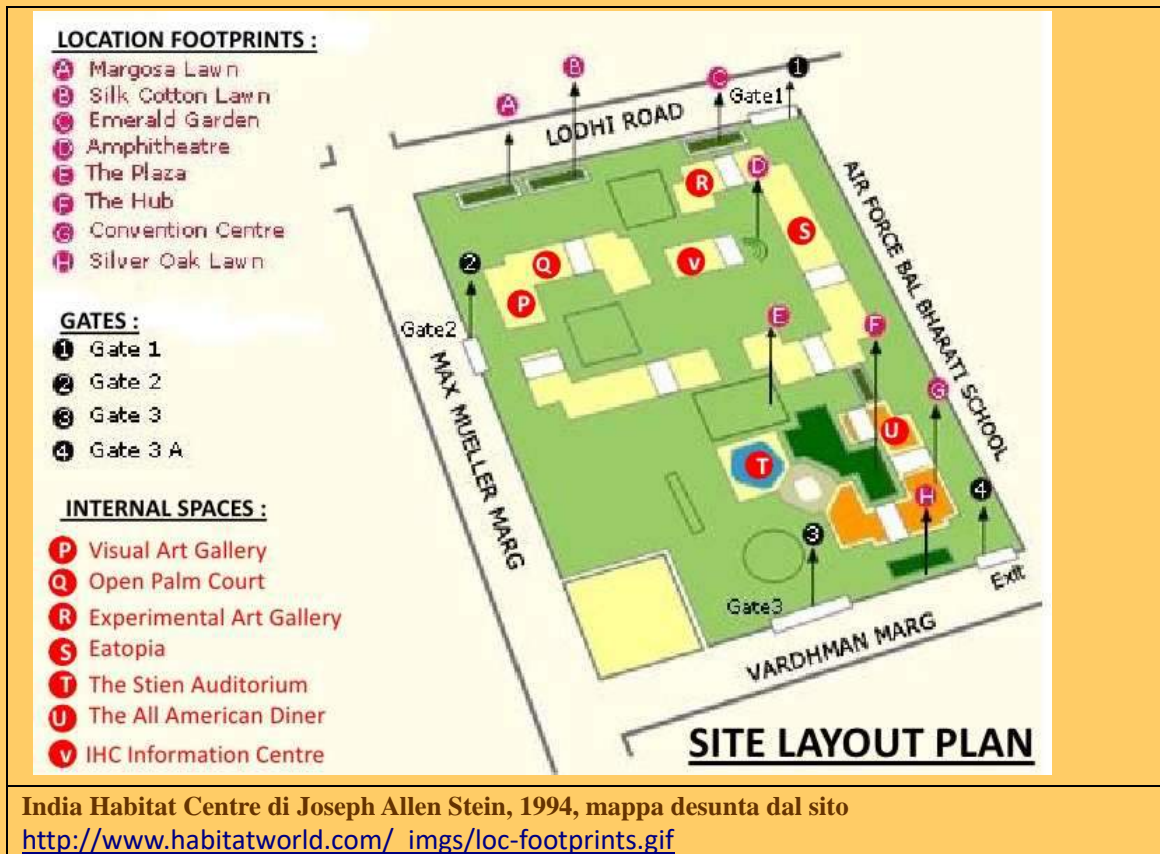 LOCATION FOOTPRINTS :
A Margosa Lawn
B Silk Cotton Lawn
C Emerald Garden
D Amphitheatre
E The Plaza
F The Hub
G Convention Centre
H Silver Oak Lawn
GATES :
1 Gate 1
2 Gate 2
3 Gate 3
4 Gate 3 A
INTERNAL SPACES :
P Visual Art Gallery
Q Open Palm Court
R Experimental Art Gallery
S Eatopia
T The Stien Auditorium
U The All American Diner
v IHC Information Centre
A
B
C
1
Gate1
LODHI ROAD
D
R
S
AIR FORCE BAL BHARATI SCHOOL
2
Q
v
P
Gate2
E
F
MAX MUELLER MARG
G
U
T
H
4
3
Exit
Gate3
VARDHMAN MARG
SITE LAYOUT PLAN
India Habitat Centre di Joseph Allen Stein, 1994, mappa desunta dal sito
http://www.habitatworld.com/_imgs/loc-footprints.gif